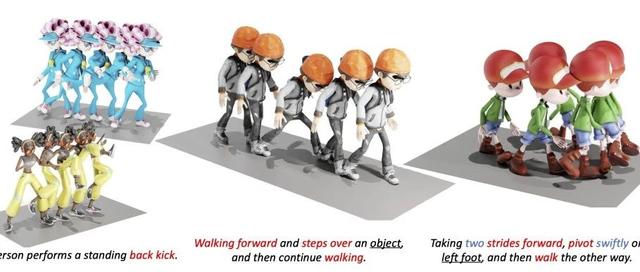 erson performs a standing back kick.
Walking forward and steps over an object,
and then continue walking.
Taking two strides forward, pivot swiftly o
left foot, and then walk the other way.